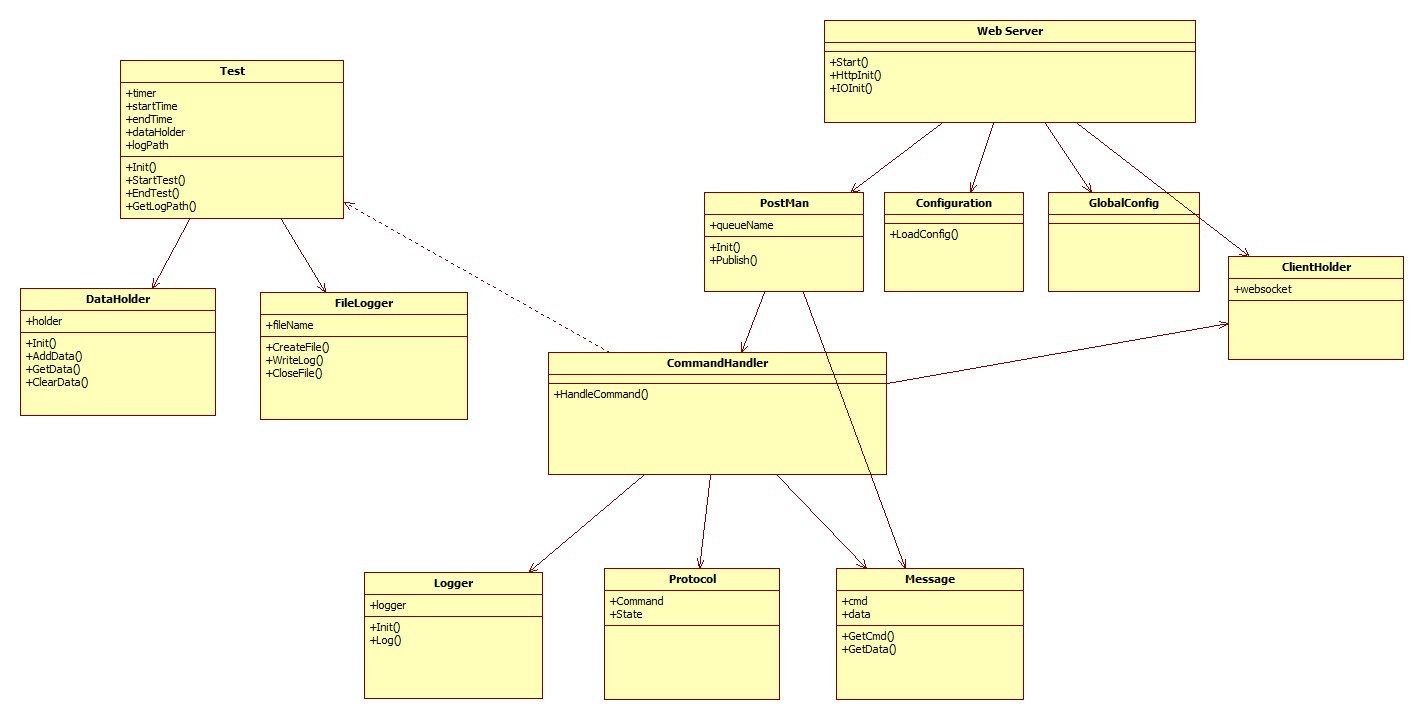 Web Server
+Start()
+HttpInit()
+IOInit()
Test
+timer
+startTime
+endTime
+dataHolder
+logPath
+Init()
+StartTest()
+EndTest()
+GetLogPath()
PostMan
+queueName
+Init()
+Publish()
Configuration
+LoadConfig()
GlobalConfig
ClientHolder
+websocket
DataHolder
+holder
+Init()
+AddData()
+GetData()
+ClearData()
FileLogger
+fileName
+CreateFile()
+WriteLog()
+CloseFile()
CommandHandler
+HandleCommand()
Logger
+logger
+Init()
+Log()
Protocol
+Command
+State
Message
+cmd
+data
+GetCmd()
+GetData()